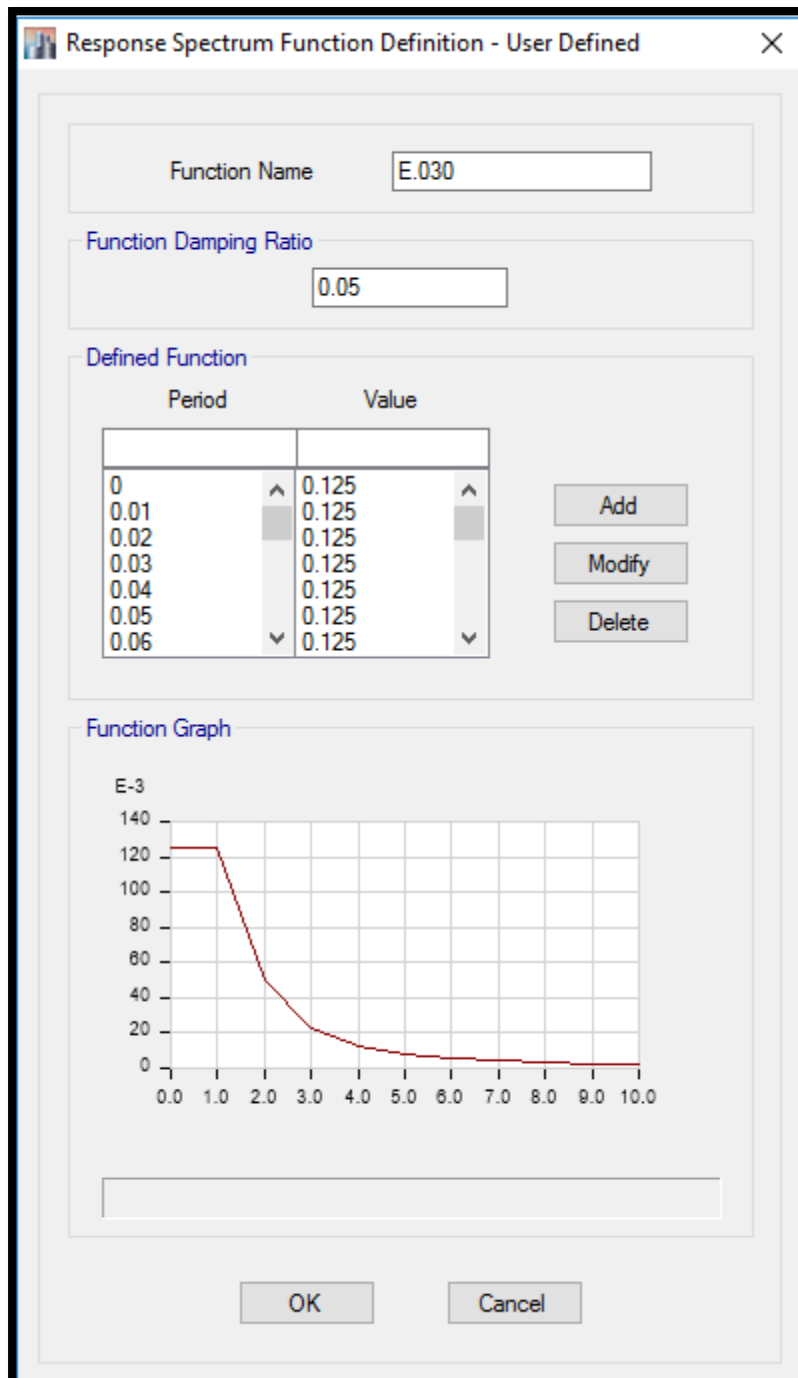 Response Spectrum Function Definition - User Defined
Function Name E.030
Function Damping Ratio
0.05
Defined Function
Period Value
0 0.125
0.01 0.125
0.02 0.125
0.03 0.125
0.04 0.125
0.05 0.125
0.06 0.125
Add
Modify
Delete
Function Graph
E-3
140
120
100
80
60
40
20
0
0.0 1.0 2.0 3.0 4.0 5.0 6.0 7.0 8.0 9.0 10.0
OK Cancel